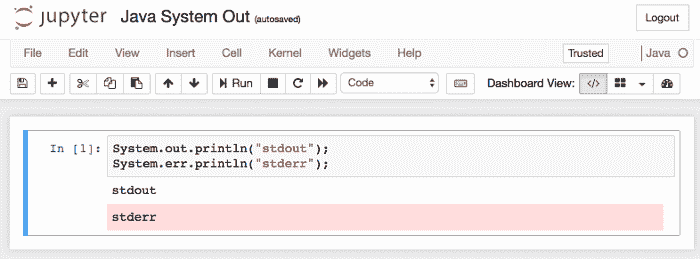 jupyter Java System Out (autosaved)
Logout
File Edit View Insert Cell Kernel Widgets Help Trusted Java
Run Code Dashboard View: </>
In [1]: System.out.println("stdout");
System.err.println("stderr");
stdout
stderr